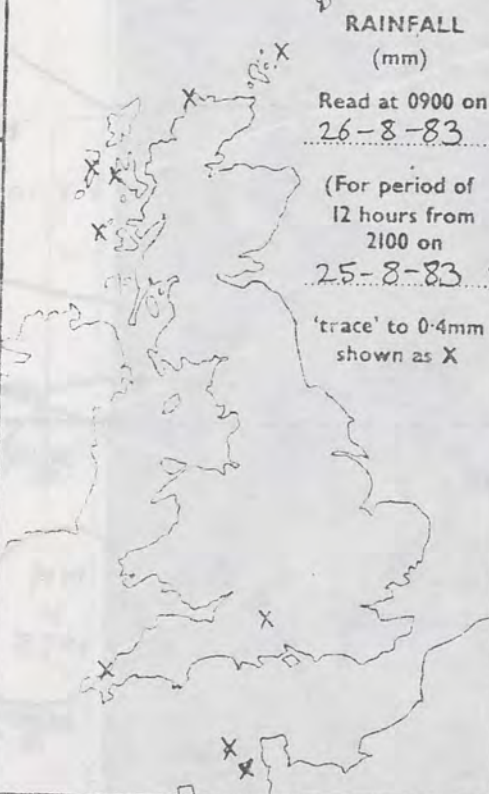 RAINFALL
(mm)
Read at 0900 on
26-8-83
(For period of
12 hours from
2100 on
25-8-83
'trace' to 0·4mm
shown as X
X
X
X
X
X
X
X
X
X